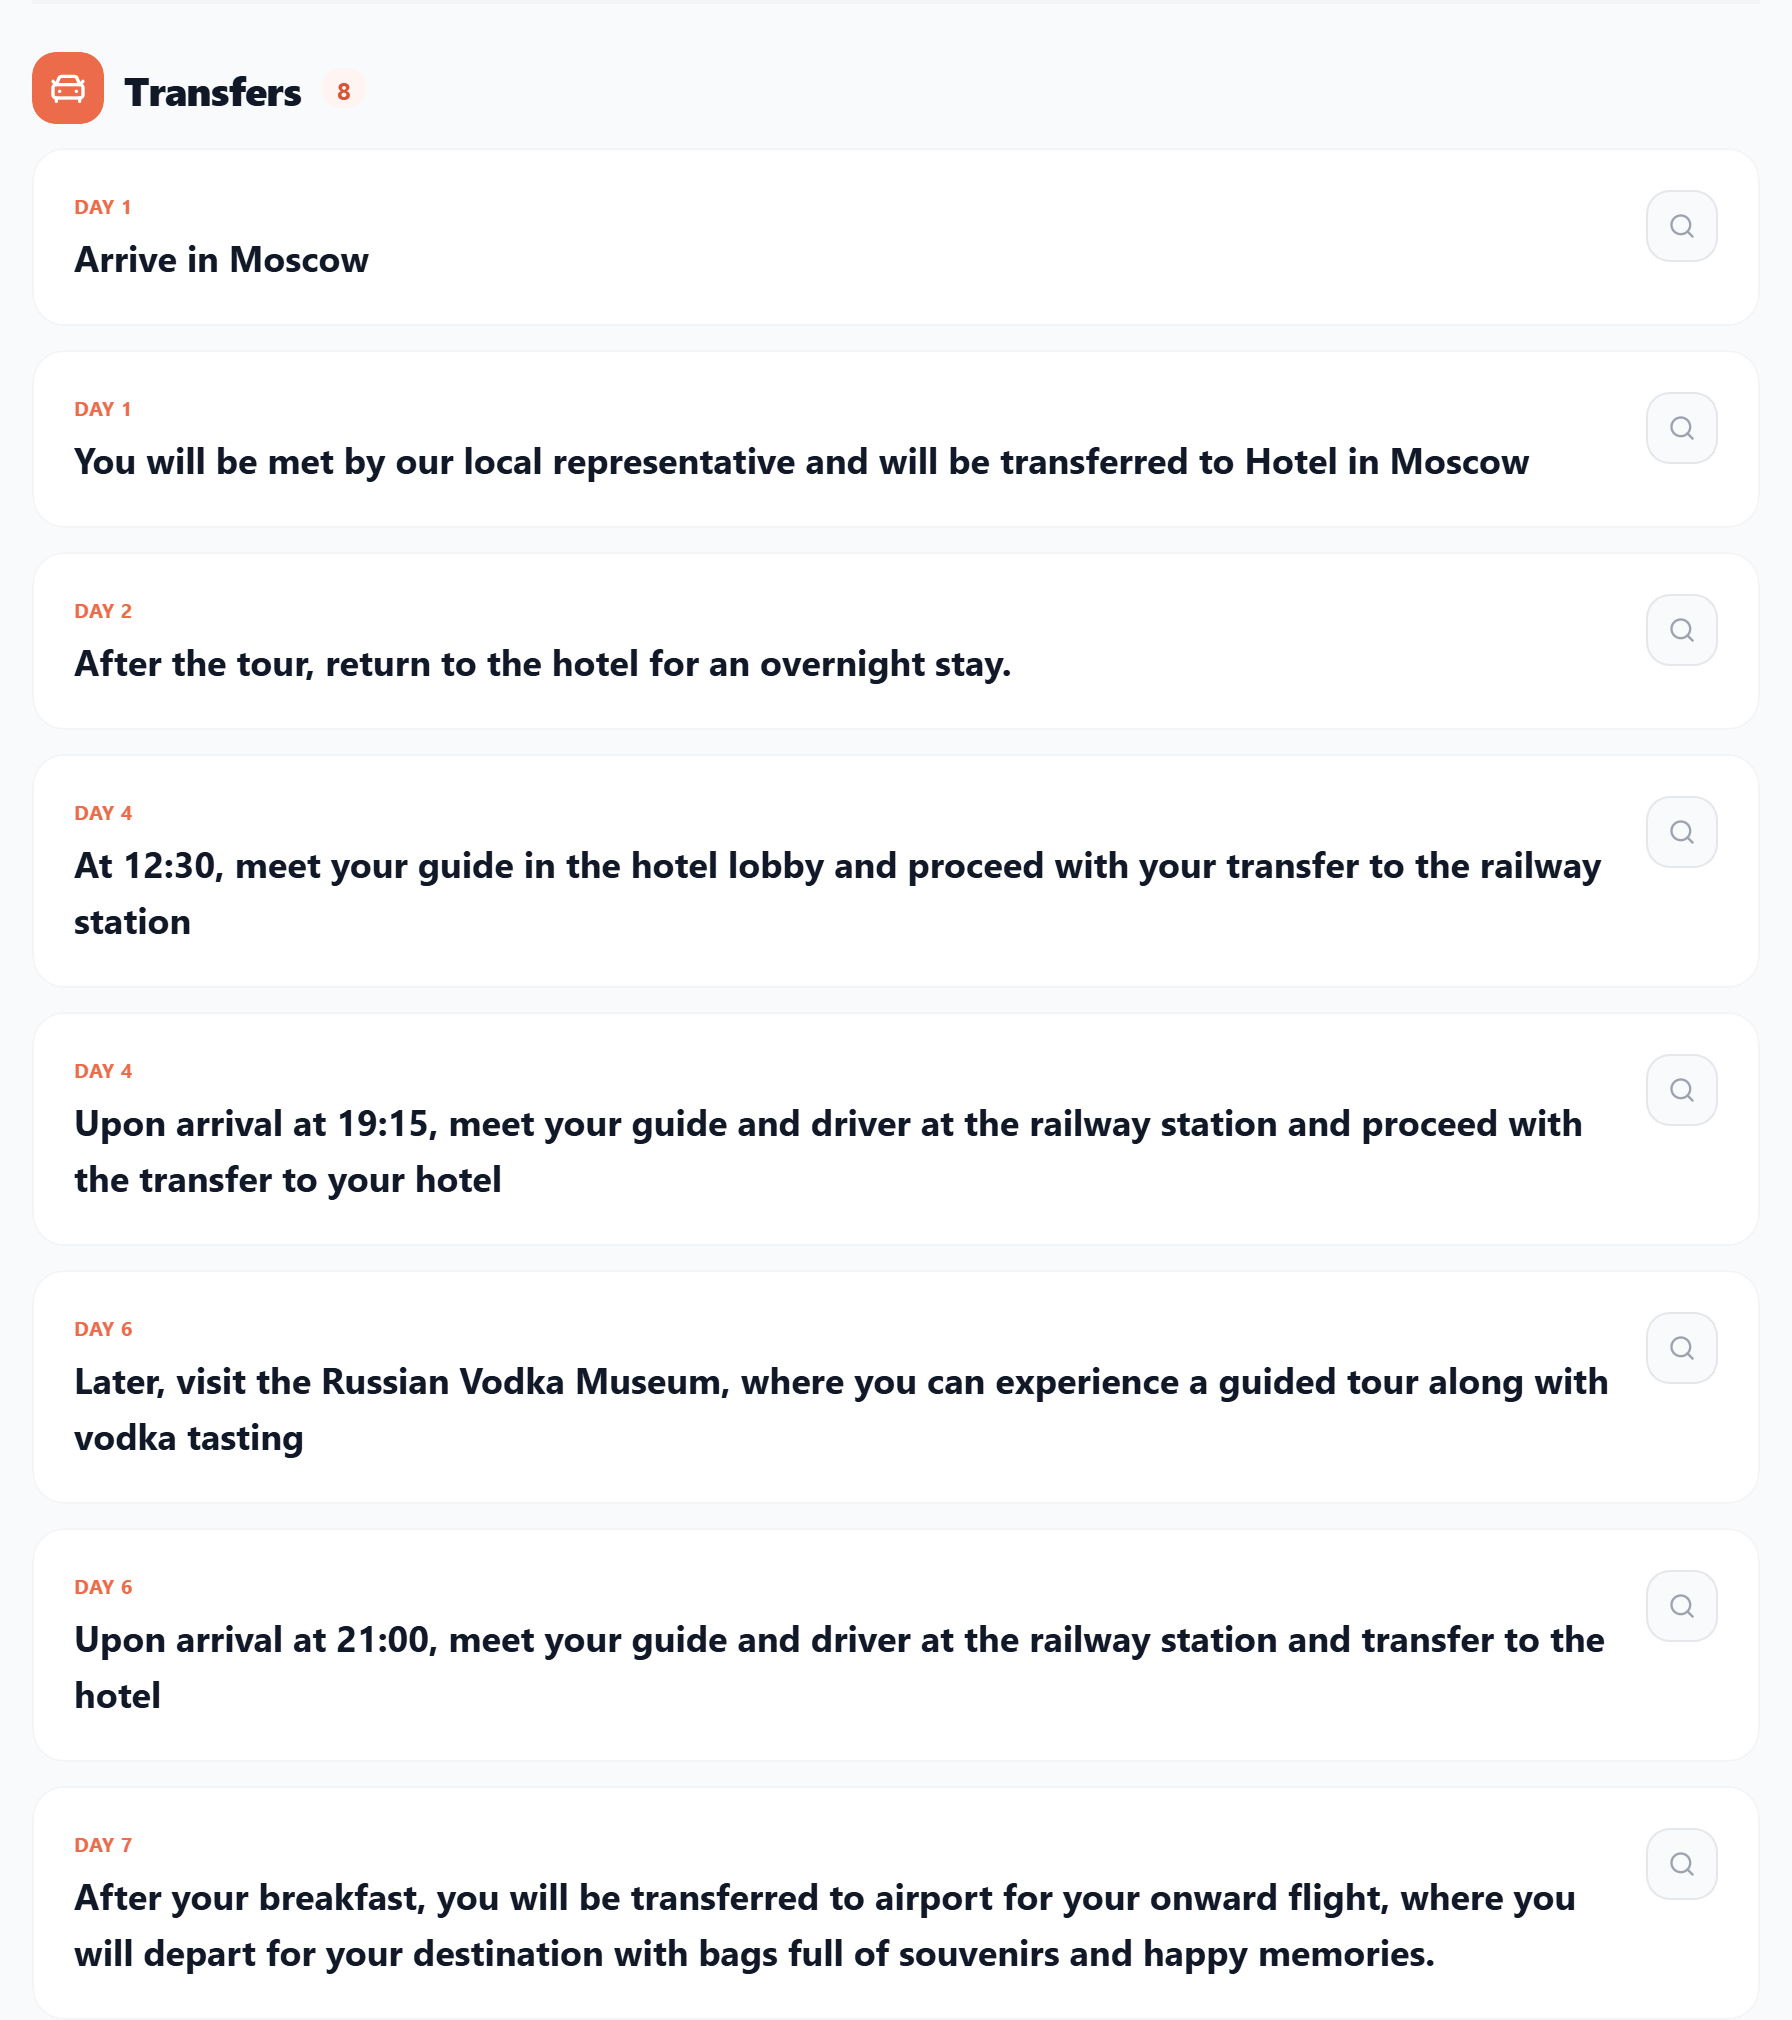 Transfers 8
DAY 1
Arrive in Moscow
DAY 1
You will be met by our local representative and will be transferred to Hotel in Moscow
DAY 2
After the tour, return to the hotel for an overnight stay.
DAY 4
At 12:30, meet your guide in the hotel lobby and proceed with your transfer to the railway
station
DAY 4
Upon arrival at 19:15, meet your guide and driver at the railway station and proceed with
the transfer to your hotel
DAY 6
Later, visit the Russian Vodka Museum, where you can experience a guided tour along with
vodka tasting
DAY 6
Upon arrival at 21:00, meet your guide and driver at the railway station and transfer to the
hotel
DAY 7
After your breakfast, you will be transferred to airport for your onward flight, where you
will depart for your destination with bags full of souvenirs and happy memories.